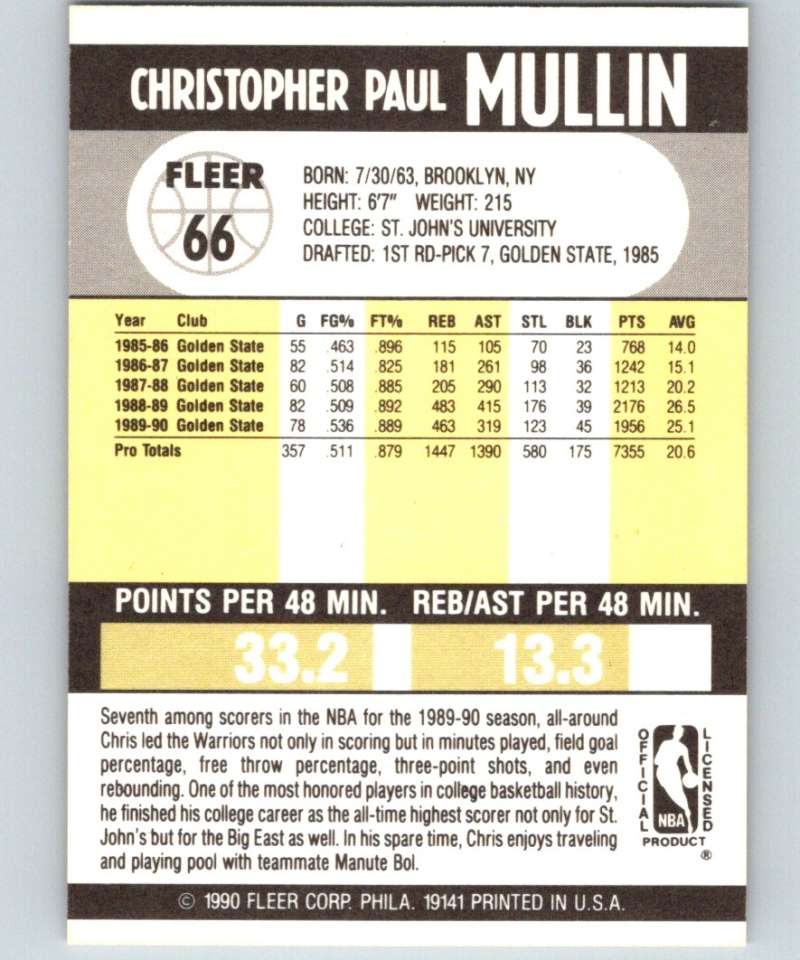 CHRISTOPHER PAUL MULLIN
FLEER
66
BORN: 7/30/63, BROOKLYN, NY
HEIGHT: 6'7" WEIGHT: 215
COLLEGE: ST. JOHN'S UNIVERSITY
DRAFTED: 1ST RD-PICK 7, GOLDEN STATE, 1985
Year Club G FG% FT% REB AST STL BLK PTS AVG
1985-86 Golden State 55 .463 .896 115 105 70 23 768 14.0
1986-87 Golden State 82 .514 .825 181 261 98 36 1242 15.1
1987-88 Golden State 60 .508 .885 205 290 113 32 1213 20.2
1988-89 Golden State 82 .509 .892 483 415 176 39 2176 26.5
1989-90 Golden State 78 .536 .889 463 319 123 45 1956 25.1
Pro Totals 357 .511 .879 1447 1390 580 175 7355 20.6
POINTS PER 48 MIN. REB/AST PER 48 MIN.
33.2 13.3
Seventh among scorers in the NBA for the 1989-90 season, all-around
Chris led the Warriors not only in scoring but in minutes played, field goal
percentage, free throw percentage, three-point shots, and even
rebounding. One of the most honored players in college basketball history,
he finished his college career as the all-time highest scorer not only for St.
John's but for the Big East as well. In his spare time, Chris enjoys traveling
and playing pool with teammate Manute Bol.
OFFICIAL
NBA
LICENSED
PRODUCT
®
© 1990 FLEER CORP. PHILA. 19141 PRINTED IN U.S.A.